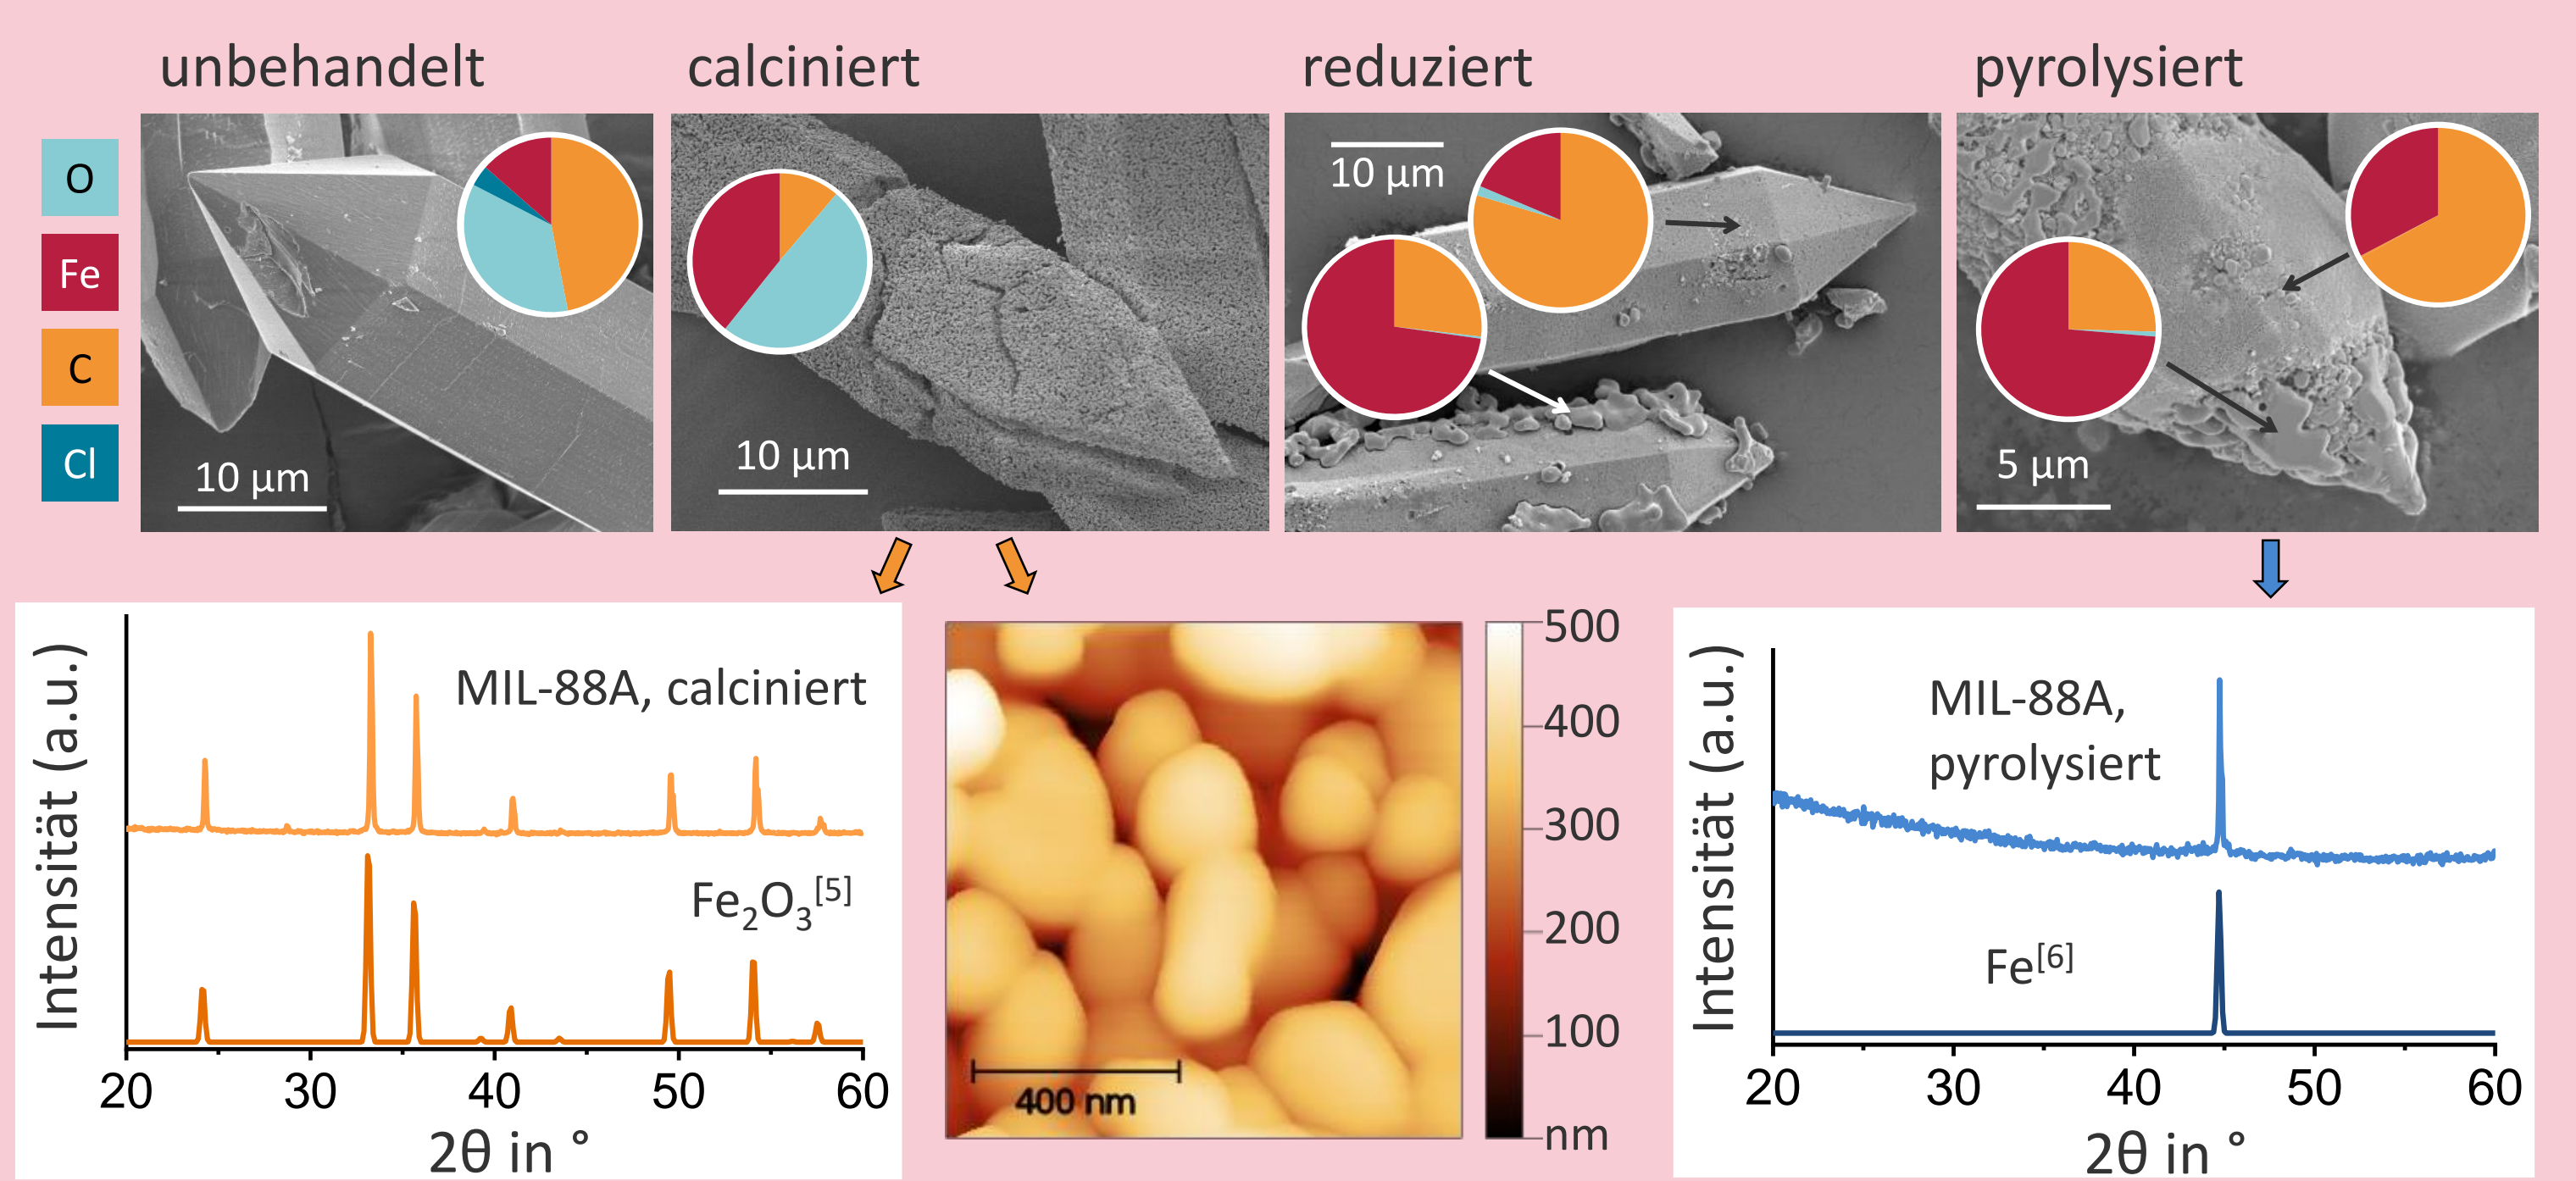 unbehandelt
calciniert
reduziert
pyrolysiert
O
Fe
C
Cl
10 µm
10 µm
10 µm
5 µm
Intensität (a.u.)
MIL-88A, calciniert
Fe₂O₃[5]
20 30 40 50 60
2θ in °
400 nm
500
400
300
200
100
nm
Intensität (a.u.)
MIL-88A,
pyrolysiert
Fe[6]
20 30 40 50 60
2θ in °